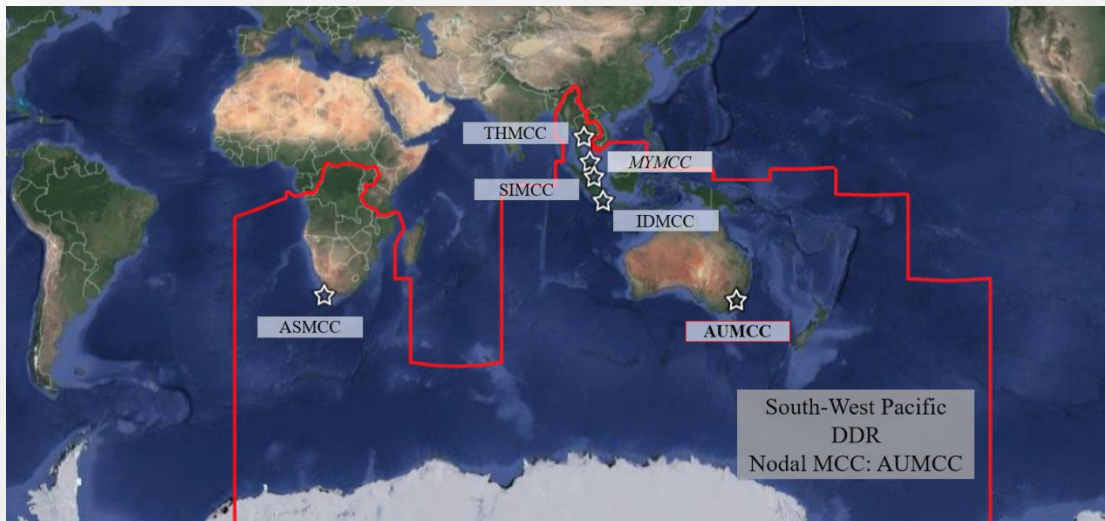 THMCC
MYMCC
SIMCC
IDMCC
ASMCC
AUMCC
South-West Pacific
DDR
Nodal MCC: AUMCC